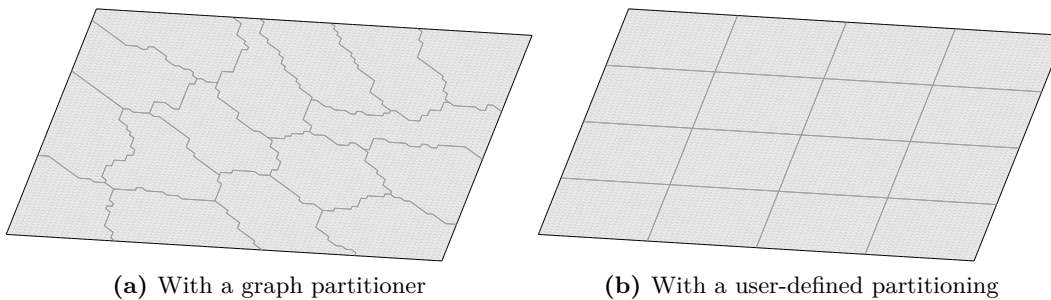 (a) With a graph partitioner
(b) With a user-defined partitioning